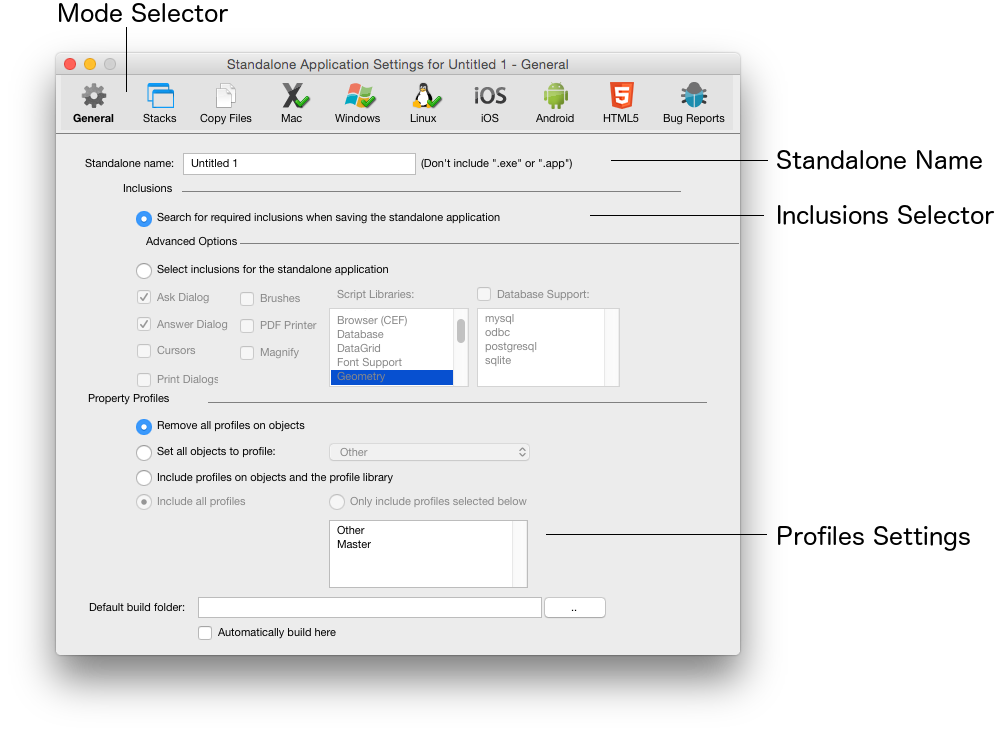 Mode Selector
Standalone Application Settings for Untitled 1 - General
General Stacks Copy Files Mac Windows Linux iOS Android HTML5 Bug Reports
Standalone name: Untitled 1 (Don't include ".exe" or ".app")
Standalone Name
Inclusions
Search for required inclusions when saving the standalone application
Inclusions Selector
Advanced Options
Select inclusions for the standalone application
Ask Dialog Brushes Script Libraries: Database Support:
Answer Dialog PDF Printer
Cursors Magnify
Print Dialogs
Browser (CEF)
Database
DataGrid
Font Support
Geometry
mysql
odbc
postgresql
sqlite
Property Profiles
Remove all profiles on objects
Set all objects to profile: Other
Include profiles on objects and the profile library
Include all profiles Only include profiles selected below
Other
Master
Profiles Settings
Default build folder: ..
Automatically build here